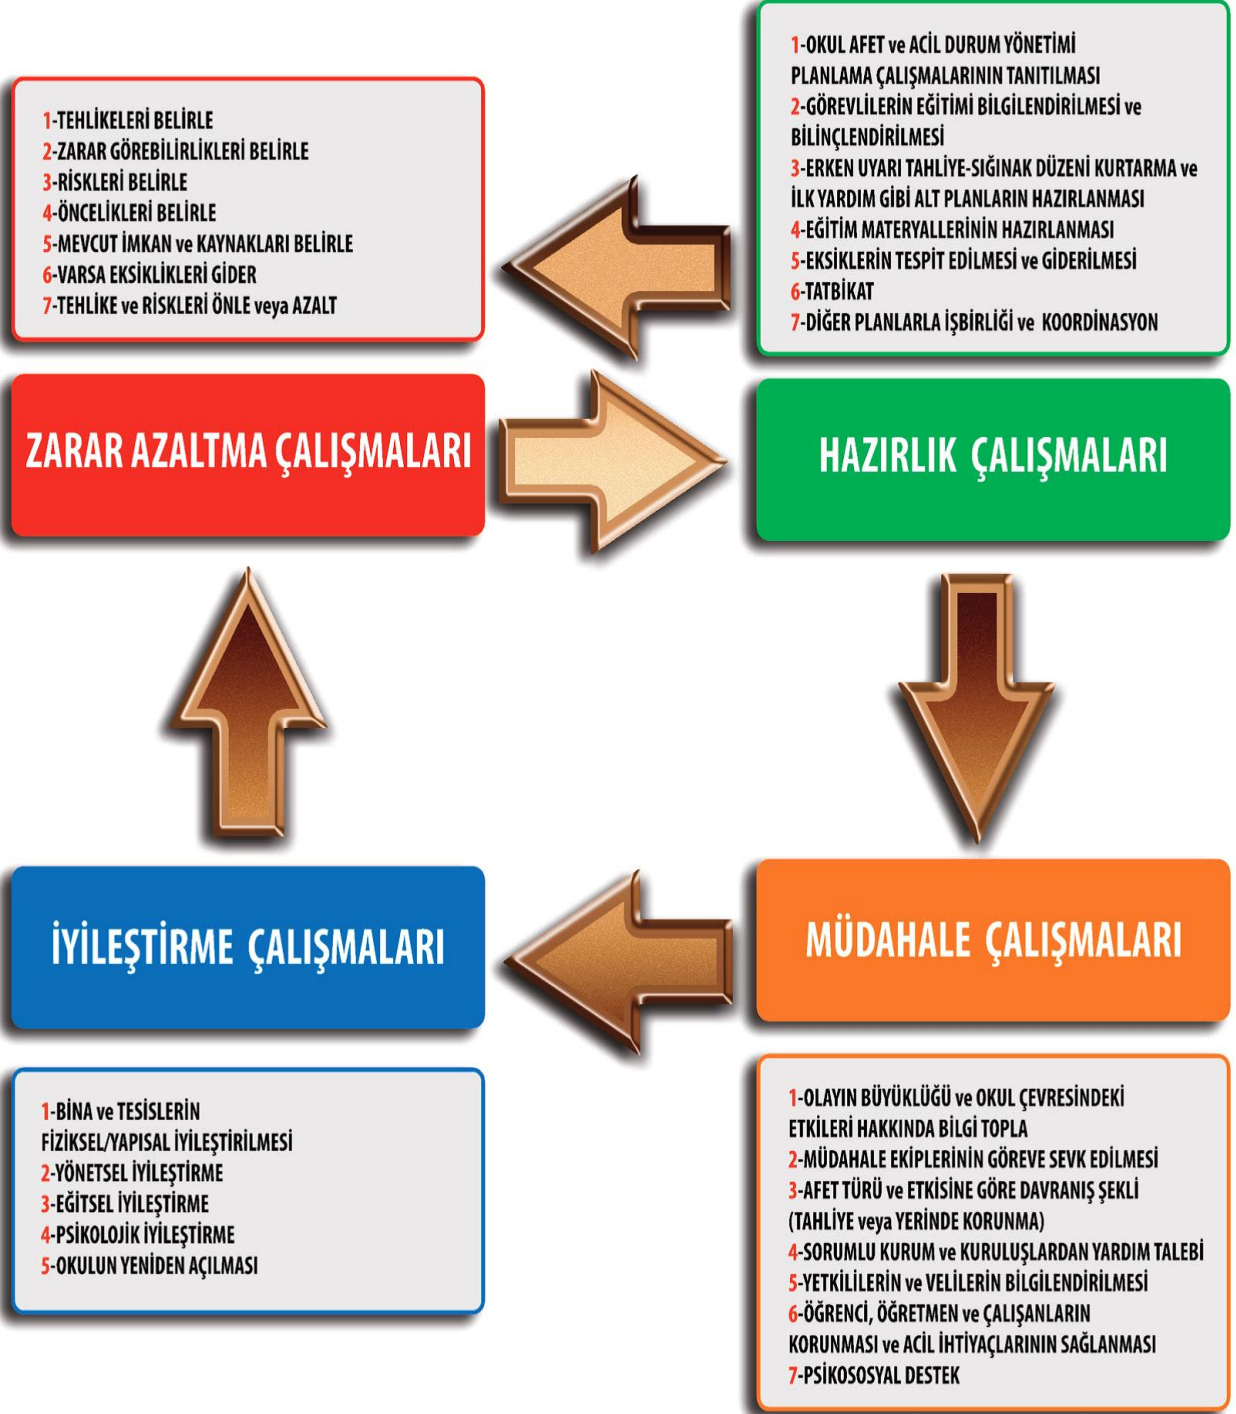 1-TEHLİKELERİ BELİRLE
2-ZARAR GÖREBİLİRLİKLERİ BELİRLE
3-RİSKLERİ BELİRLE
4-ÖNCELİKLERİ BELİRLE
5-MEVCUT İMKAN ve KAYNAKLARI BELİRLE
6-VARSA EKSİKLİKLERİ GİDER
7-TEHLİKE ve RİSKLERİ ÖNLE veya AZALT
ZARAR AZALTMA ÇALIŞMALARI
1-OKUL AFET ve ACİL DURUM YÖNETİMİ
PLANLAMA ÇALIŞMALARININ TANITILMASI
2-GÖREVLİLERİN EĞİTİMİ BİLGİLENDİRİLMESİ ve
BİLİNÇLENDİRİLMESİ
3-ERKEN UYARI TAHLİYE-SIĞINAK DÜZENİ KURTARMA ve
İLK YARDIM GİBİ ALT PLANLARIN HAZIRLANMASI
4-EĞİTİM MATERYALLERİNİN HAZIRLANMASI
5-EKSİKLERİN TESPİT EDİLMESİ ve GİDERİLMESİ
6-TATBİKAT
7-DİĞER PLANLARLA İŞBİRLİĞİ ve KOORDİNASYON
HAZIRLIK ÇALIŞMALARI
MÜDAHALE ÇALIŞMALARI
1-OLAYIN BÜYÜKLÜĞÜ ve OKUL ÇEVRESİNDEKİ
ETKİLERİ HAKKINDA BİLGİ TOPLA
2-MÜDAHALE EKİPLERİNİN GÖREVE SEVK EDİLMESİ
3-AFET TÜRÜ ve ETKİSİNE GÖRE DAVRANIŞ ŞEKLİ
(TAHLİYE veya YERİNDE KORUNMA)
4-SORUMLU KURUM ve KURULUŞLARDAN YARDIM TALEBİ
5-YETKİLİLERİN ve VELİLERİN BİLGİLENDİRİLMESİ
6-ÖĞRENCİ, ÖĞRETMEN ve ÇALIŞANLARIN
KORUNMASI ve ACİL İHTİYAÇLARININ SAĞLANMASI
7-PSİKOSOSYAL DESTEK
İYİLEŞTİRME ÇALIŞMALARI
1-BİNA ve TESİSLERİN
FİZİKSEL/YAPISAL İYİLEŞTİRİLMESİ
2-YÖNETSEL İYİLEŞTİRME
3-EĞİTSEL İYİLEŞTİRME
4-PSİKOLOJİK İYİLEŞTİRME
5-OKULUN YENİDEN AÇILMASI